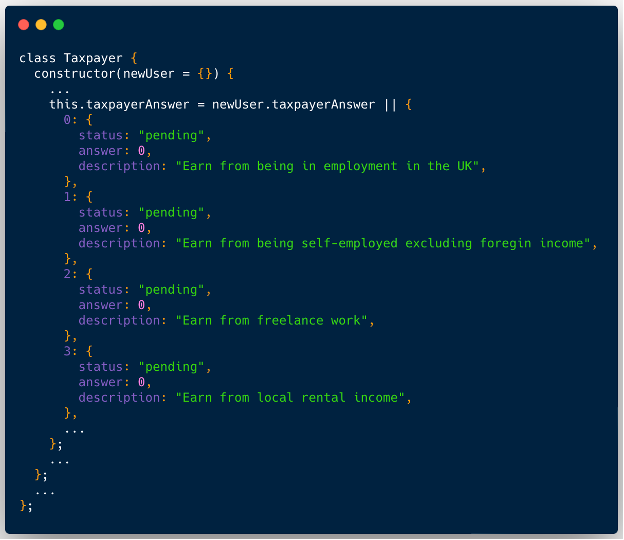 class Taxpayer {
  constructor(newUser = {}) {
    ...
    this.taxpayerAnswer = newUser.taxpayerAnswer || {
      0: {
        status: "pending",
        answer: 0,
        description: "Earn from being in employment in the UK",
      },
      1: {
        status: "pending",
        answer: 0,
        description: "Earn from being self-employed excluding foregin income",
      },
      2: {
        status: "pending",
        answer: 0,
        description: "Earn from freelance work",
      },
      3: {
        status: "pending",
        answer: 0,
        description: "Earn from local rental income",
      },
      ...
    };
    ...
  };
  ...
};